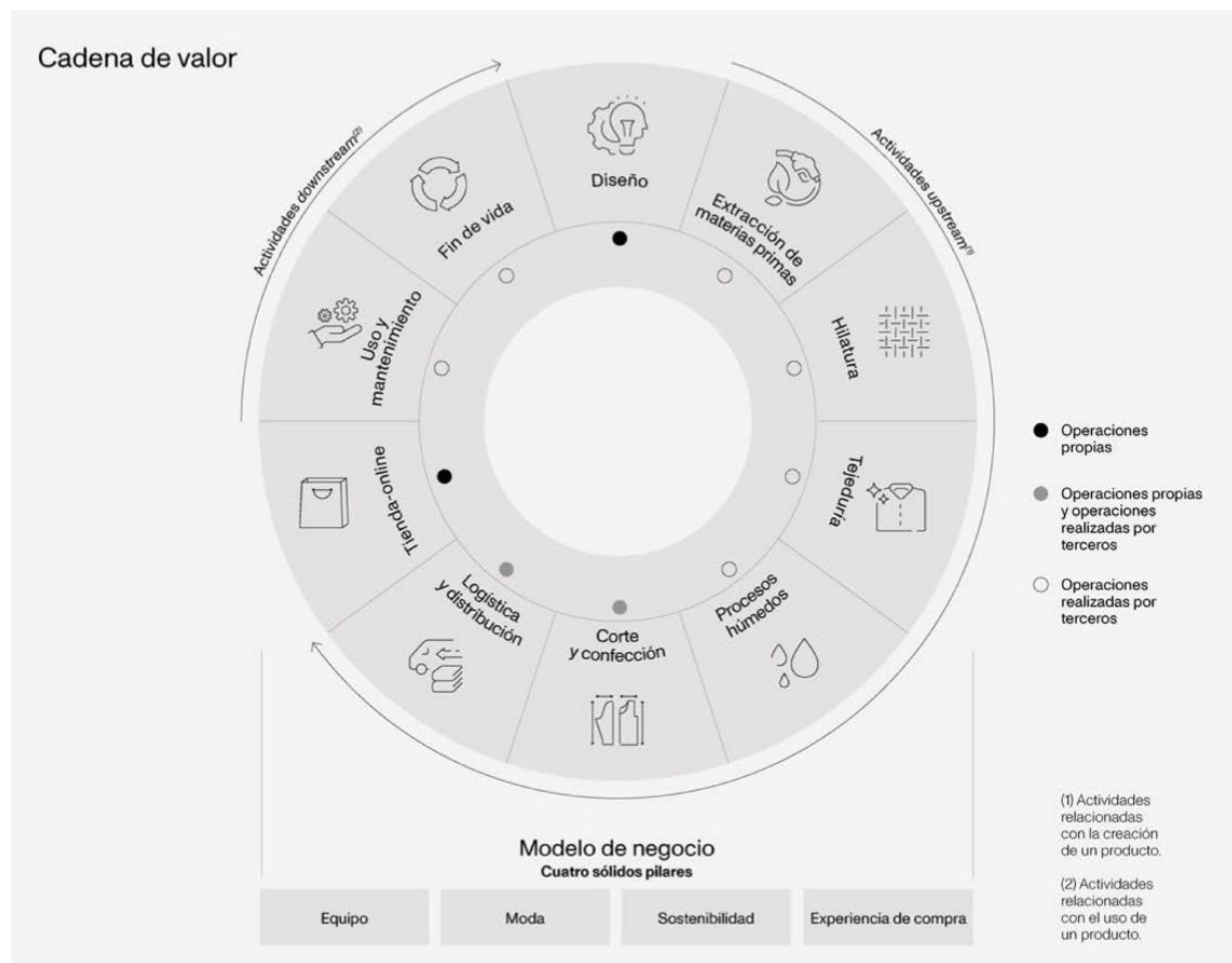 Cadena de valor
Actividades downstream(2)
Actividades upstream(1)
Diseño
Extracción de
materias primas
Hilatura
Tejeduría
Procesos
húmedos
Corte
y confección
Logística
y distribución
Tienda-online
Uso y
mantenimiento
Fin de vida
Operaciones
propias
Operaciones propias
y operaciones
realizadas por
terceros
Operaciones
realizadas por
terceros
Modelo de negocio
Cuatro sólidos pilares
Equipo
Moda
Sostenibilidad
Experiencia de compra
(1) Actividades
relacionadas
con la creación
de un producto.
(2) Actividades
relacionadas
con el uso de
un producto.